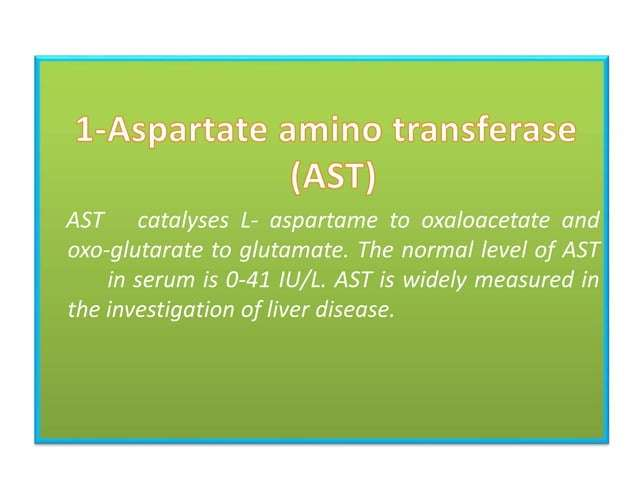 1-Aspartate amino transferase
(AST)
AST catalyses L- aspartame to oxaloacetate and
oxo-glutarate to glutamate. The normal level of AST
in serum is 0-41 IU/L. AST is widely measured in
the investigation of liver disease.